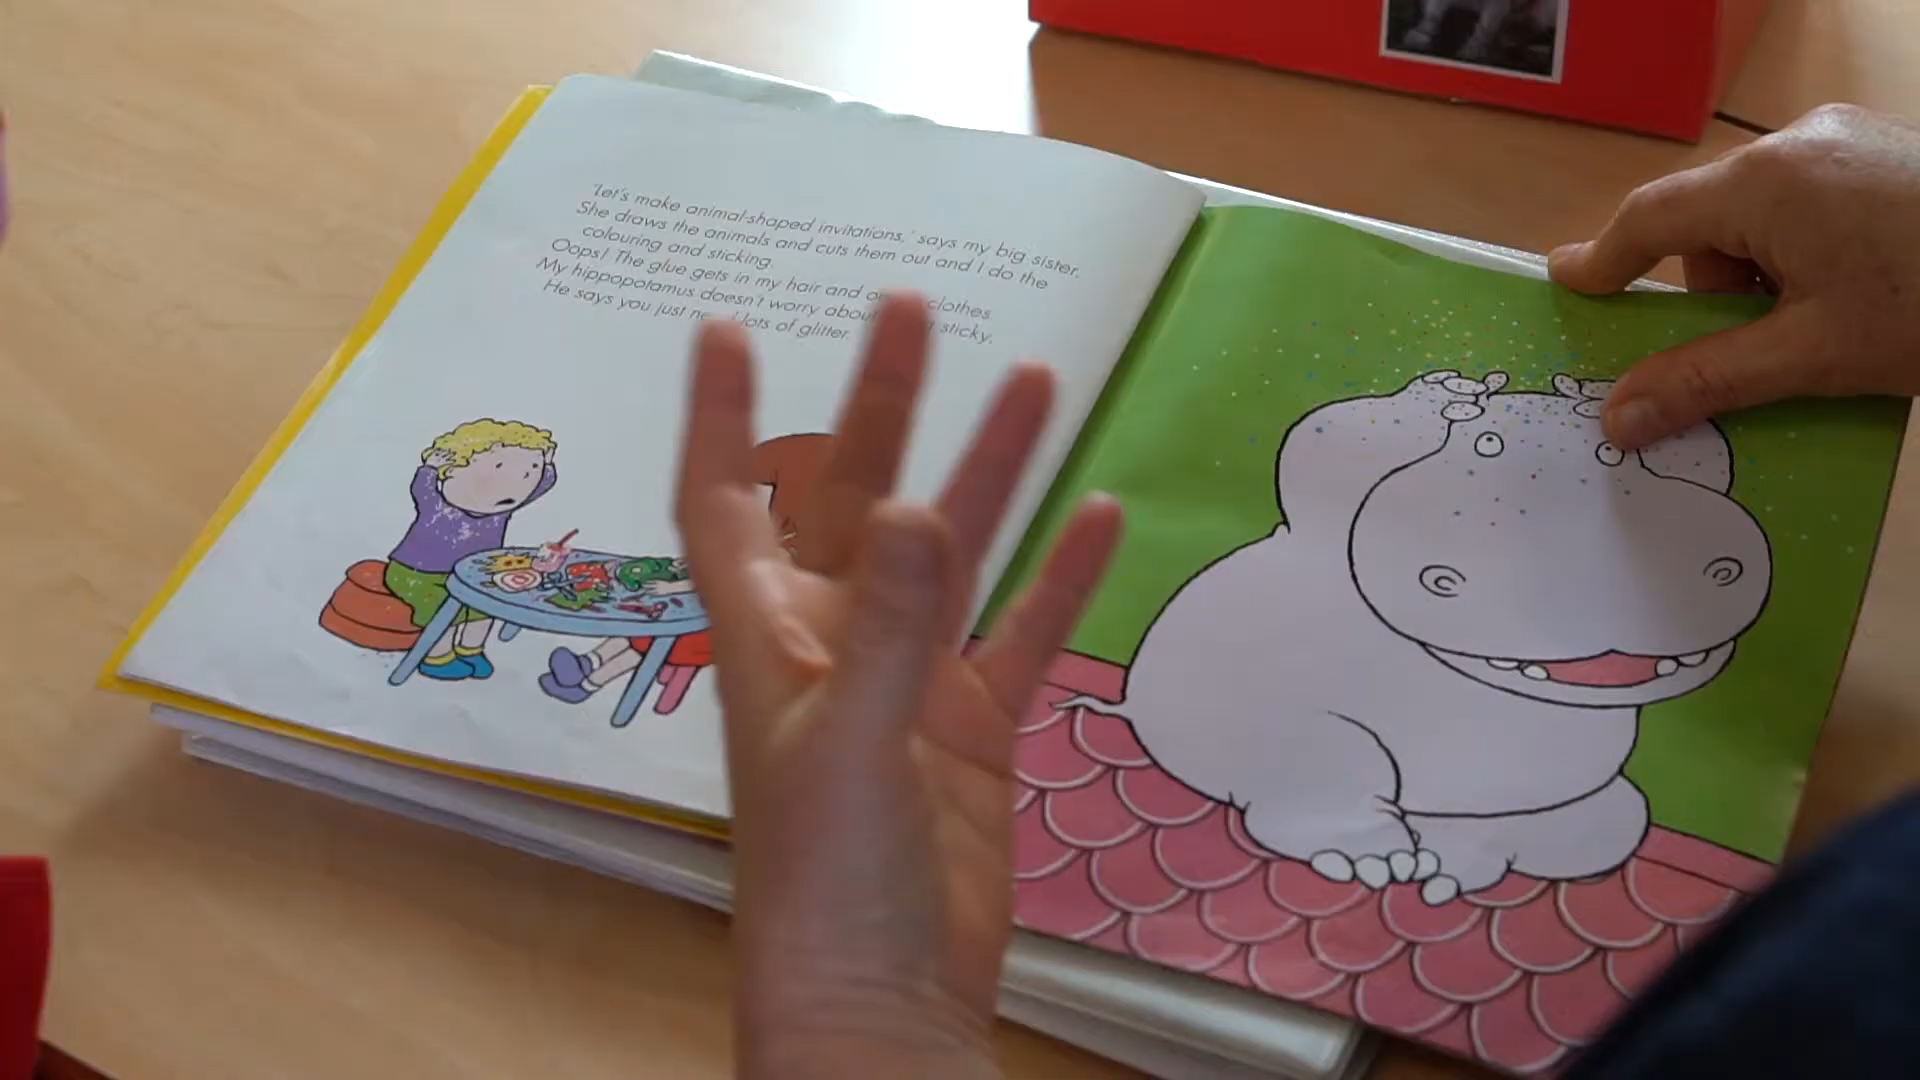 'Let's make animal-shaped invitations,' says my big sister.
She draws the animals and cuts them out and I do the
colouring and sticking.
Oops! The glue gets in my hair and clothes
My hippopotamus doesn't worry about sticky.
He says you just lots of glitter